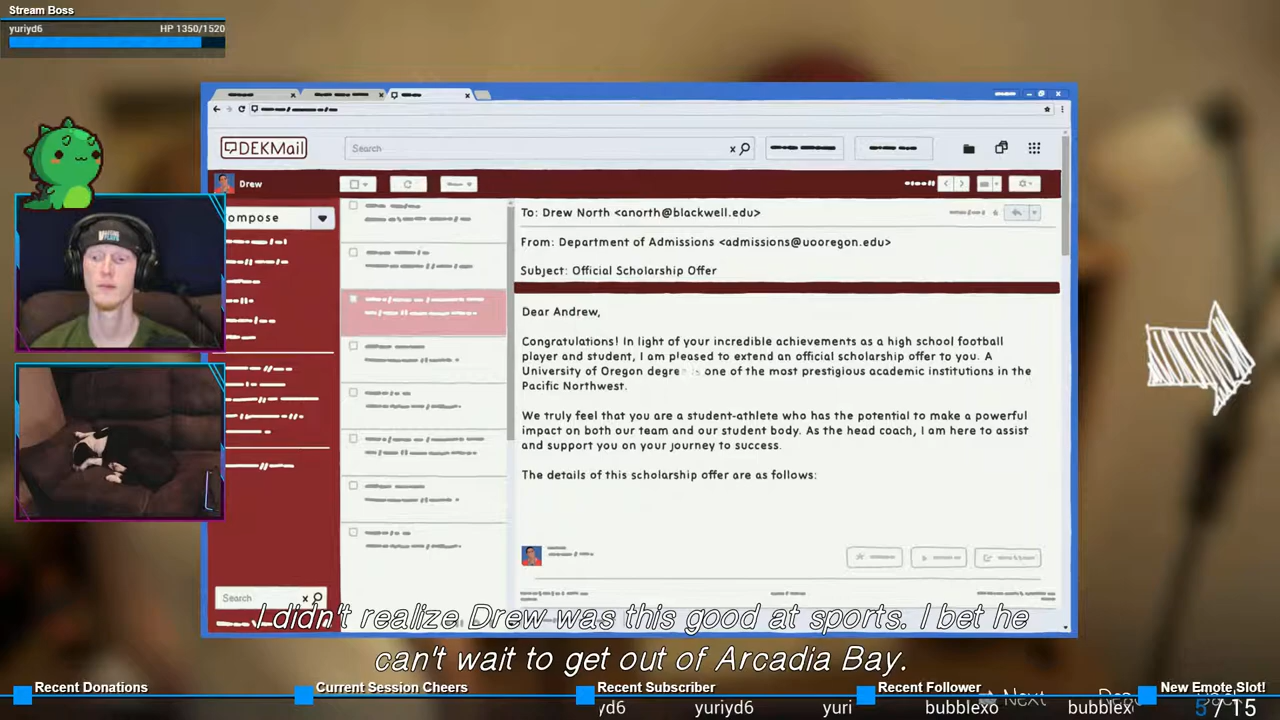 Stream Boss
yuriyd6
HP 1350/1520
DEKMail
Search
Drew
ompose
To: Drew North <anorth@blackwell.edu>
From: Department of Admissions <admissions@uooregon.edu>
Subject: Official Scholarship Offer
Dear Andrew,
Congratulations! In light of your incredible achievements as a high school football
player and student, I am pleased to extend an official scholarship offer to you. A
University of Oregon degree is one of the most prestigious academic institutions in the
Pacific Northwest.
We truly feel that you are a student-athlete who has the potential to make a powerful
impact on both our team and our student body. As the head coach, I am here to assist
and support you on your journey to success.
The details of this scholarship offer are as follows:
Search
I didn't realize Drew was this good at sports. I bet he
can't wait to get out of Arcadia Bay.
Recent Donations
Current Session Cheers
Recent Subscriber
Recent Follower
New Emote Slot!
Next
yd6
yuriyd6
yuri
bubblexo
bubblex
5 / 15